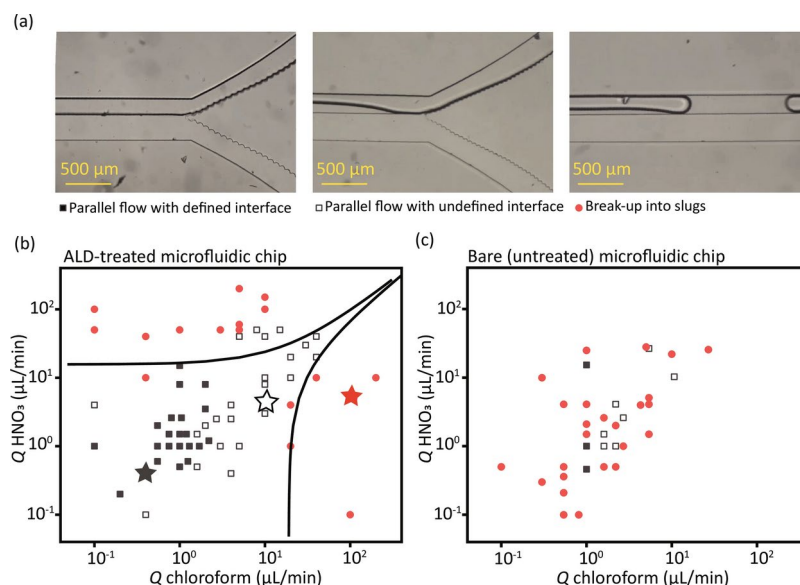 (a)
500 µm
500 µm
500 µm
Parallel flow with defined interface
Parallel flow with undefined interface
Break-up into slugs
(b)
ALD-treated microfluidic chip
Q HNO₃ (µL/min)
10²
10¹
10⁰
10⁻¹
10⁻¹
10⁰
10¹
10²
Q chloroform (µL/min)
(c)
Bare (untreated) microfluidic chip
Q HNO₃ (µL/min)
10²
10¹
10⁰
10⁻¹
10⁻¹
10⁰
10¹
10²
Q chloroform (µL/min)